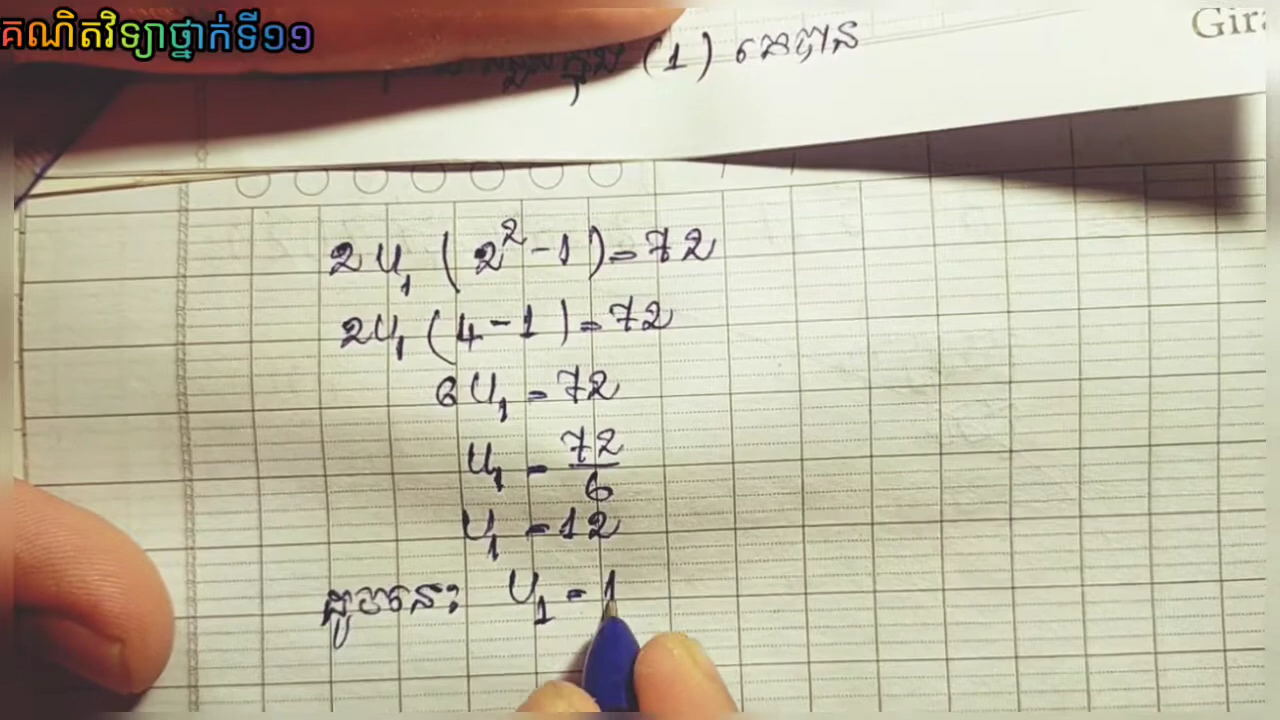 គណិតវិទ្យាថ្នាក់ទី១១
Gira
(1) គេបាន
2U₁ (2² - 1) = 72
2U₁ (4 - 1) = 72
6U₁ = 72
U₁ = 72/6
U₁ = 12
ដូចនេះ U₁ = 1